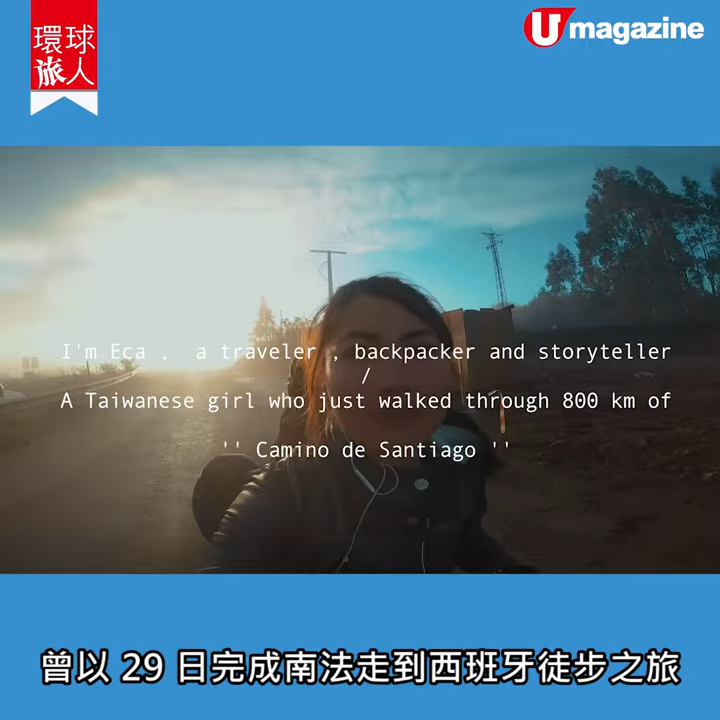 環球
旅人
U magazine
I'm Eca , a traveler , backpacker and storyteller
/
A Taiwanese girl who just walked through 800 km of
'' Camino de Santiago ''
曾以 29 日完成南法走到西班牙徒步之旅